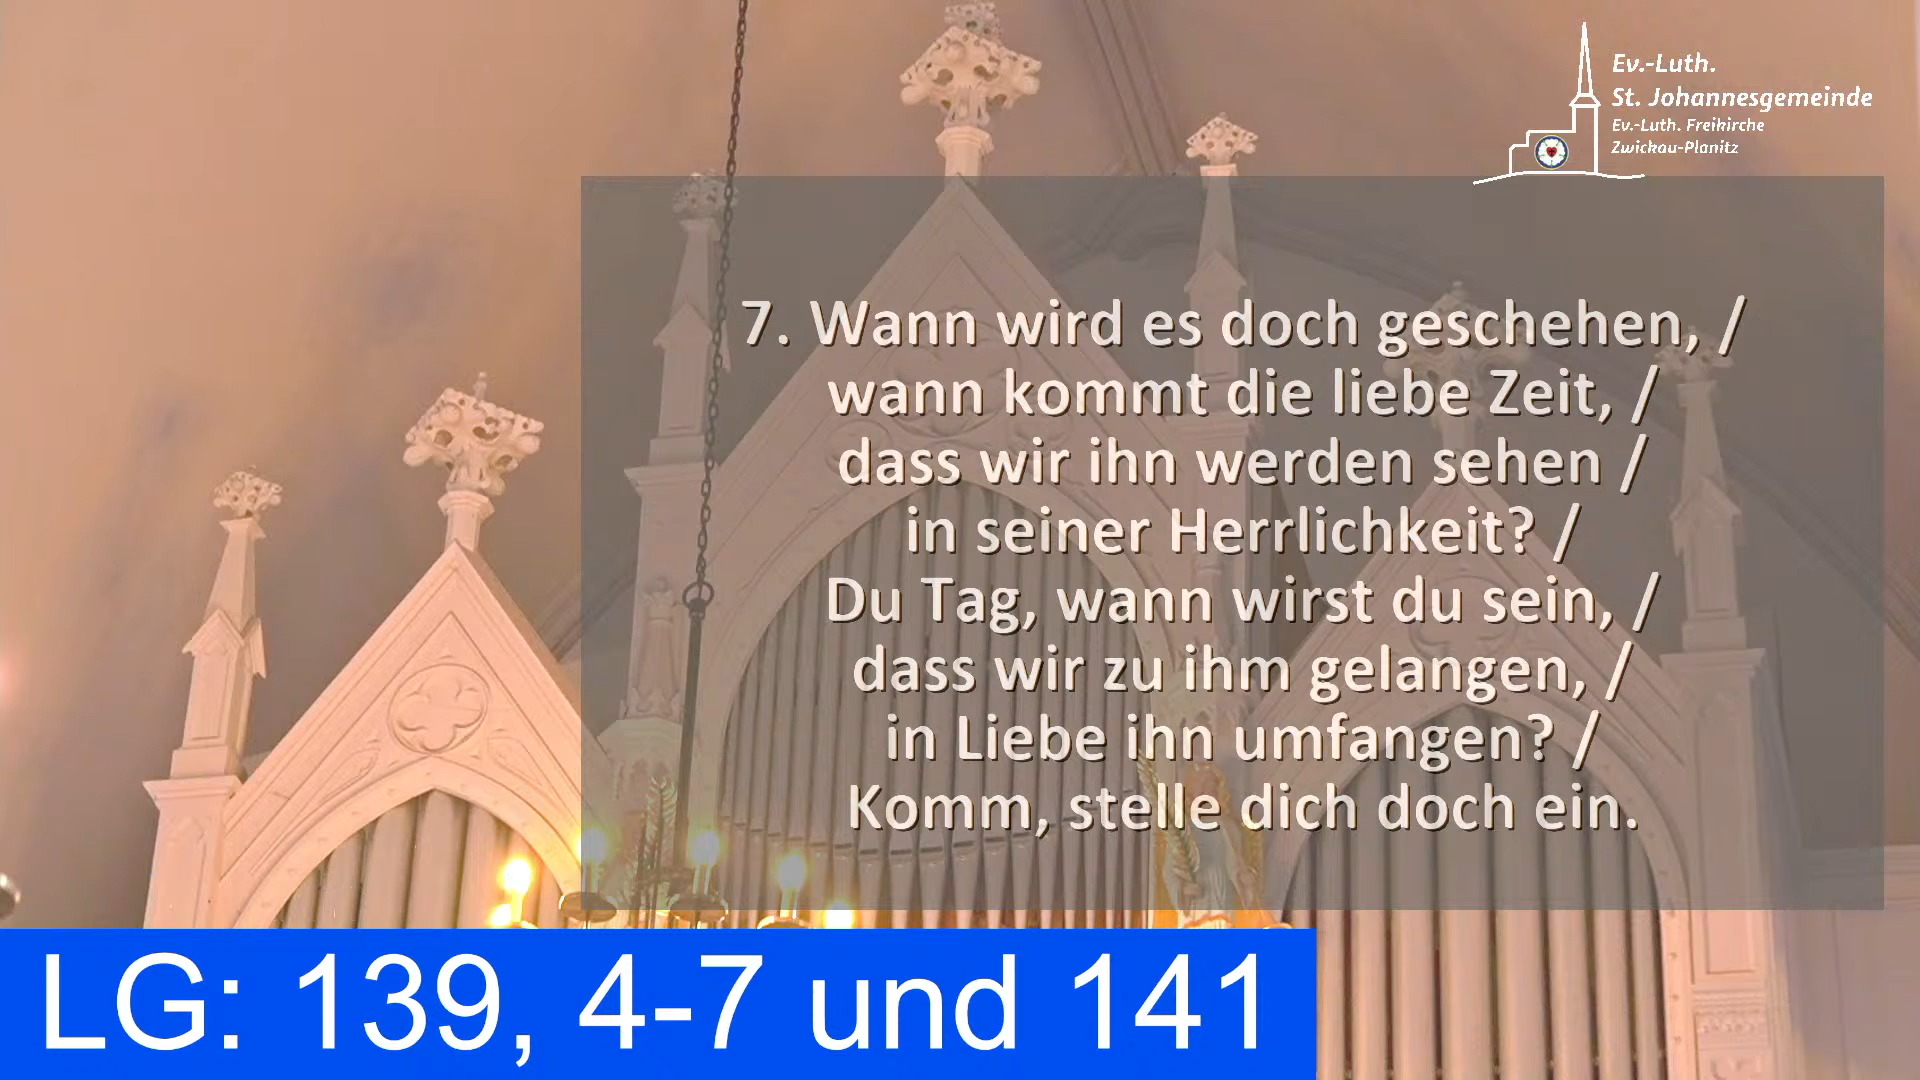 Ev.-Luth.
St. Johannesgemeinde
Ev.-Luth. Freikirche
Zwickau-Planitz
7. Wann wird es doch geschehen, /
wann kommt die liebe Zeit, /
dass wir ihn werden sehen /
in seiner Herrlichkeit? /
Du Tag, wann wirst du sein, /
dass wir zu ihm gelangen, /
in Liebe ihn umfangen? /
Komm, stelle dich doch ein.
LG: 139, 4-7 und 141